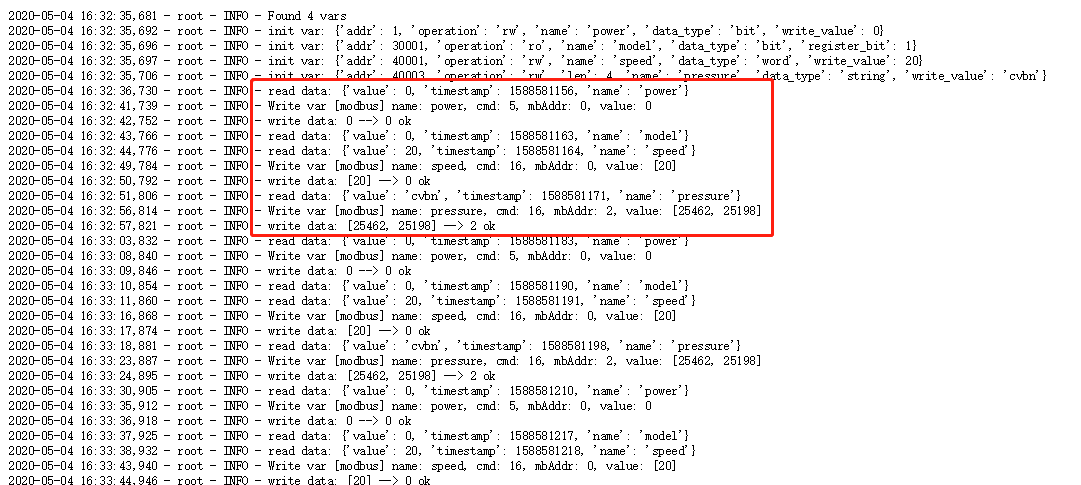 2020-05-04 16:32:35,681 - root - INFO - Found 4 vars
2020-05-04 16:32:35,692 - root - INFO - init var: {'addr': 1, 'operation': 'rw', 'name': 'power', 'data_type': 'bit', 'write_value': 0}
2020-05-04 16:32:35,696 - root - INFO - init var: {'addr': 30001, 'operation': 'ro', 'name': 'model', 'data_type': 'bit', 'register_bit': 1}
2020-05-04 16:32:35,697 - root - INFO - init var: {'addr': 40001, 'operation': 'rw', 'name': 'speed', 'data_type': 'word', 'write_value': 20}
2020-05-04 16:32:35,706 - root - INFO - init var: {'addr': 40003, 'operation': 'rw', 'len': 4, 'name': 'pressure', 'data_type': 'string', 'write_value': 'cvbn'}
2020-05-04 16:32:36,730 - root - INFO - read data: {'value': 0, 'timestamp': 1588581156, 'name': 'power'}
2020-05-04 16:32:41,739 - root - INFO - Write var [modbus] name: power, cmd: 5, mbAddr: 0, value: 0
2020-05-04 16:32:42,752 - root - INFO - write data: 0 --> 0 ok
2020-05-04 16:32:43,766 - root - INFO - read data: {'value': 0, 'timestamp': 1588581163, 'name': 'model'}
2020-05-04 16:32:44,776 - root - INFO - read data: {'value': 20, 'timestamp': 1588581164, 'name': 'speed'}
2020-05-04 16:32:49,784 - root - INFO - Write var [modbus] name: speed, cmd: 16, mbAddr: 0, value: [20]
2020-05-04 16:32:50,792 - root - INFO - write data: [20] --> 0 ok
2020-05-04 16:32:51,806 - root - INFO - read data: {'value': 'cvbn', 'timestamp': 1588581171, 'name': 'pressure'}
2020-05-04 16:32:56,814 - root - INFO - Write var [modbus] name: pressure, cmd: 16, mbAddr: 2, value: [25462, 25198]
2020-05-04 16:32:57,821 - root - INFO - write data: [25462, 25198] --> 2 ok
2020-05-04 16:33:03,832 - root - INFO - read data: {'value': 0, 'timestamp': 1588581183, 'name': 'power'}
2020-05-04 16:33:08,840 - root - INFO - Write var [modbus] name: power, cmd: 5, mbAddr: 0, value: 0
2020-05-04 16:33:09,846 - root - INFO - write data: 0 --> 0 ok
2020-05-04 16:33:10,854 - root - INFO - read data: {'value': 0, 'timestamp': 1588581190, 'name': 'model'}
2020-05-04 16:33:11,860 - root - INFO - read data: {'value': 20, 'timestamp': 1588581191, 'name': 'speed'}
2020-05-04 16:33:16,868 - root - INFO - Write var [modbus] name: speed, cmd: 16, mbAddr: 0, value: [20]
2020-05-04 16:33:17,874 - root - INFO - write data: [20] --> 0 ok
2020-05-04 16:33:18,881 - root - INFO - read data: {'value': 'cvbn', 'timestamp': 1588581198, 'name': 'pressure'}
2020-05-04 16:33:23,887 - root - INFO - Write var [modbus] name: pressure, cmd: 16, mbAddr: 2, value: [25462, 25198]
2020-05-04 16:33:24,895 - root - INFO - write data: [25462, 25198] --> 2 ok
2020-05-04 16:33:30,905 - root - INFO - read data: {'value': 0, 'timestamp': 1588581210, 'name': 'power'}
2020-05-04 16:33:35,912 - root - INFO - Write var [modbus] name: power, cmd: 5, mbAddr: 0, value: 0
2020-05-04 16:33:36,918 - root - INFO - write data: 0 --> 0 ok
2020-05-04 16:33:37,925 - root - INFO - read data: {'value': 0, 'timestamp': 1588581217, 'name': 'model'}
2020-05-04 16:33:38,932 - root - INFO - read data: {'value': 20, 'timestamp': 1588581218, 'name': 'speed'}
2020-05-04 16:33:43,940 - root - INFO - Write var [modbus] name: speed, cmd: 16, mbAddr: 0, value: [20]
2020-05-04 16:33:44,946 - root - INFO - write data: [20] --> 0 ok